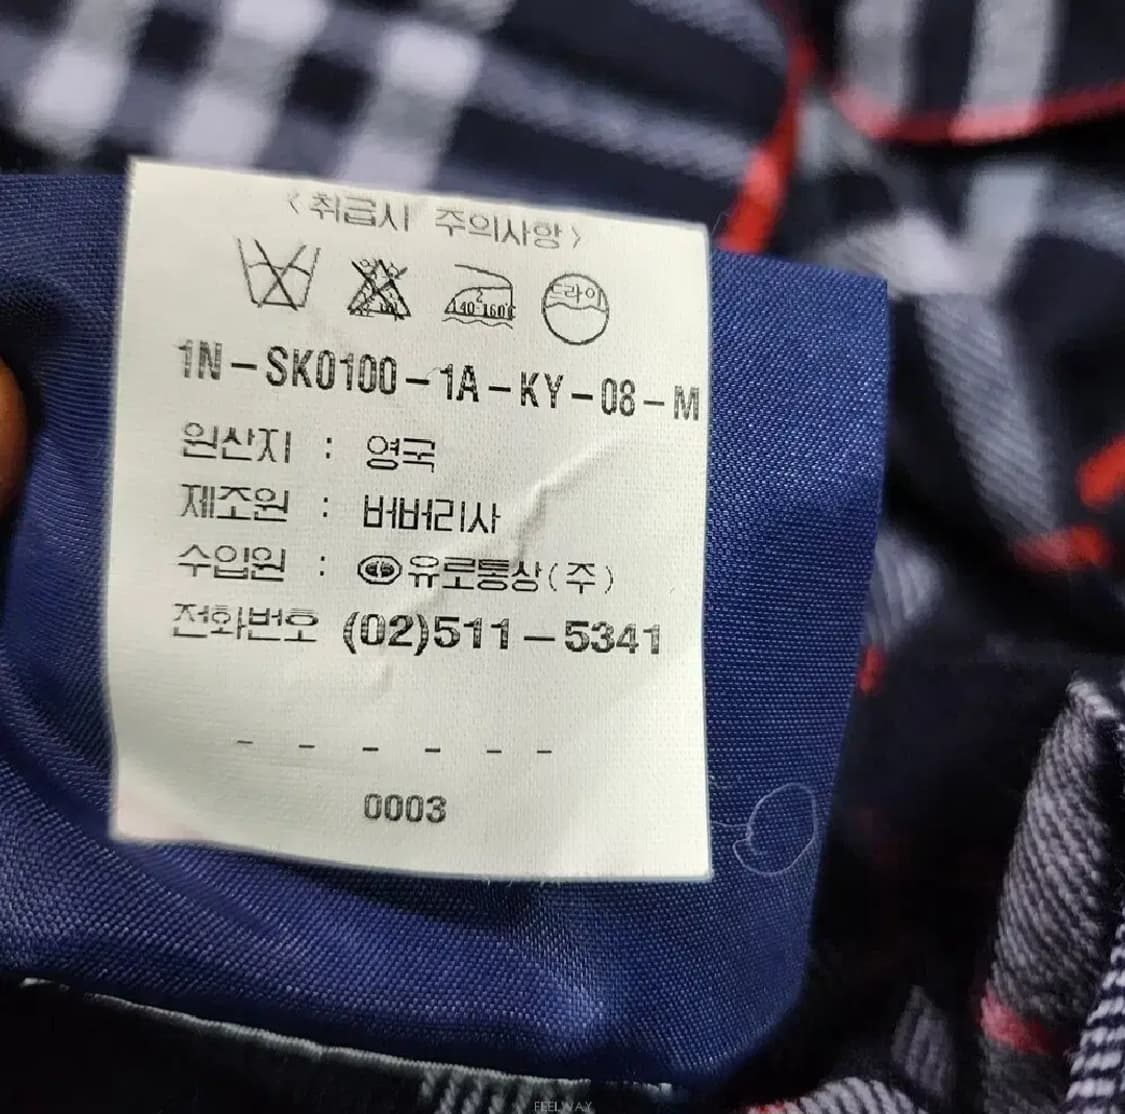 <취급시 주의사항>
2
140-160℃
드라이
1N-SK0100-1A-KY-08-M
원산지 : 영국
제조원 : 버버리사
수입원 : 유로통상(주)
전화번호 (02)511-5341
- - - - - -
0003
FEELWAY